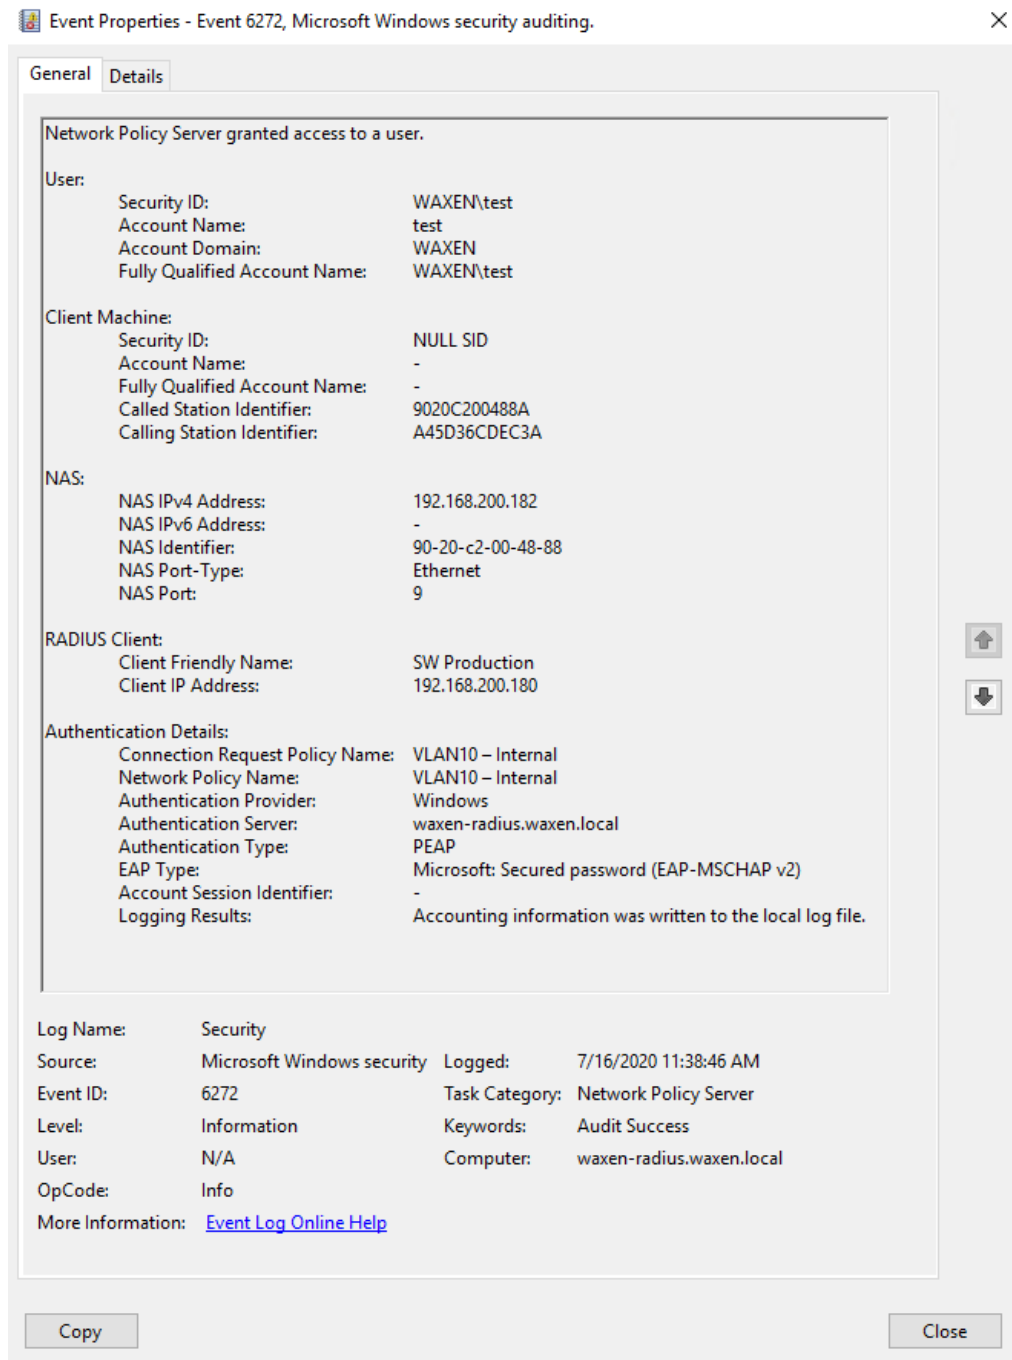 Event Properties - Event 6272, Microsoft Windows security auditing.
General Details
Network Policy Server granted access to a user.
User:
Security ID: WAXEN\test
Account Name: test
Account Domain: WAXEN
Fully Qualified Account Name: WAXEN\test
Client Machine:
Security ID: NULL SID
Account Name: -
Fully Qualified Account Name: -
Called Station Identifier: 9020C200488A
Calling Station Identifier: A45D36CDEC3A
NAS:
NAS IPv4 Address: 192.168.200.182
NAS IPv6 Address: -
NAS Identifier: 90-20-c2-00-48-88
NAS Port-Type: Ethernet
NAS Port: 9
RADIUS Client:
Client Friendly Name: SW Production
Client IP Address: 192.168.200.180
Authentication Details:
Connection Request Policy Name: VLAN10 – Internal
Network Policy Name: VLAN10 – Internal
Authentication Provider: Windows
Authentication Server: waxen-radius.waxen.local
Authentication Type: PEAP
EAP Type: Microsoft: Secured password (EAP-MSCHAP v2)
Account Session Identifier: -
Logging Results: Accounting information was written to the local log file.
Log Name: Security
Source: Microsoft Windows security Logged: 7/16/2020 11:38:46 AM
Event ID: 6272 Task Category: Network Policy Server
Level: Information Keywords: Audit Success
User: N/A Computer: waxen-radius.waxen.local
OpCode: Info
More Information: Event Log Online Help
Copy Close